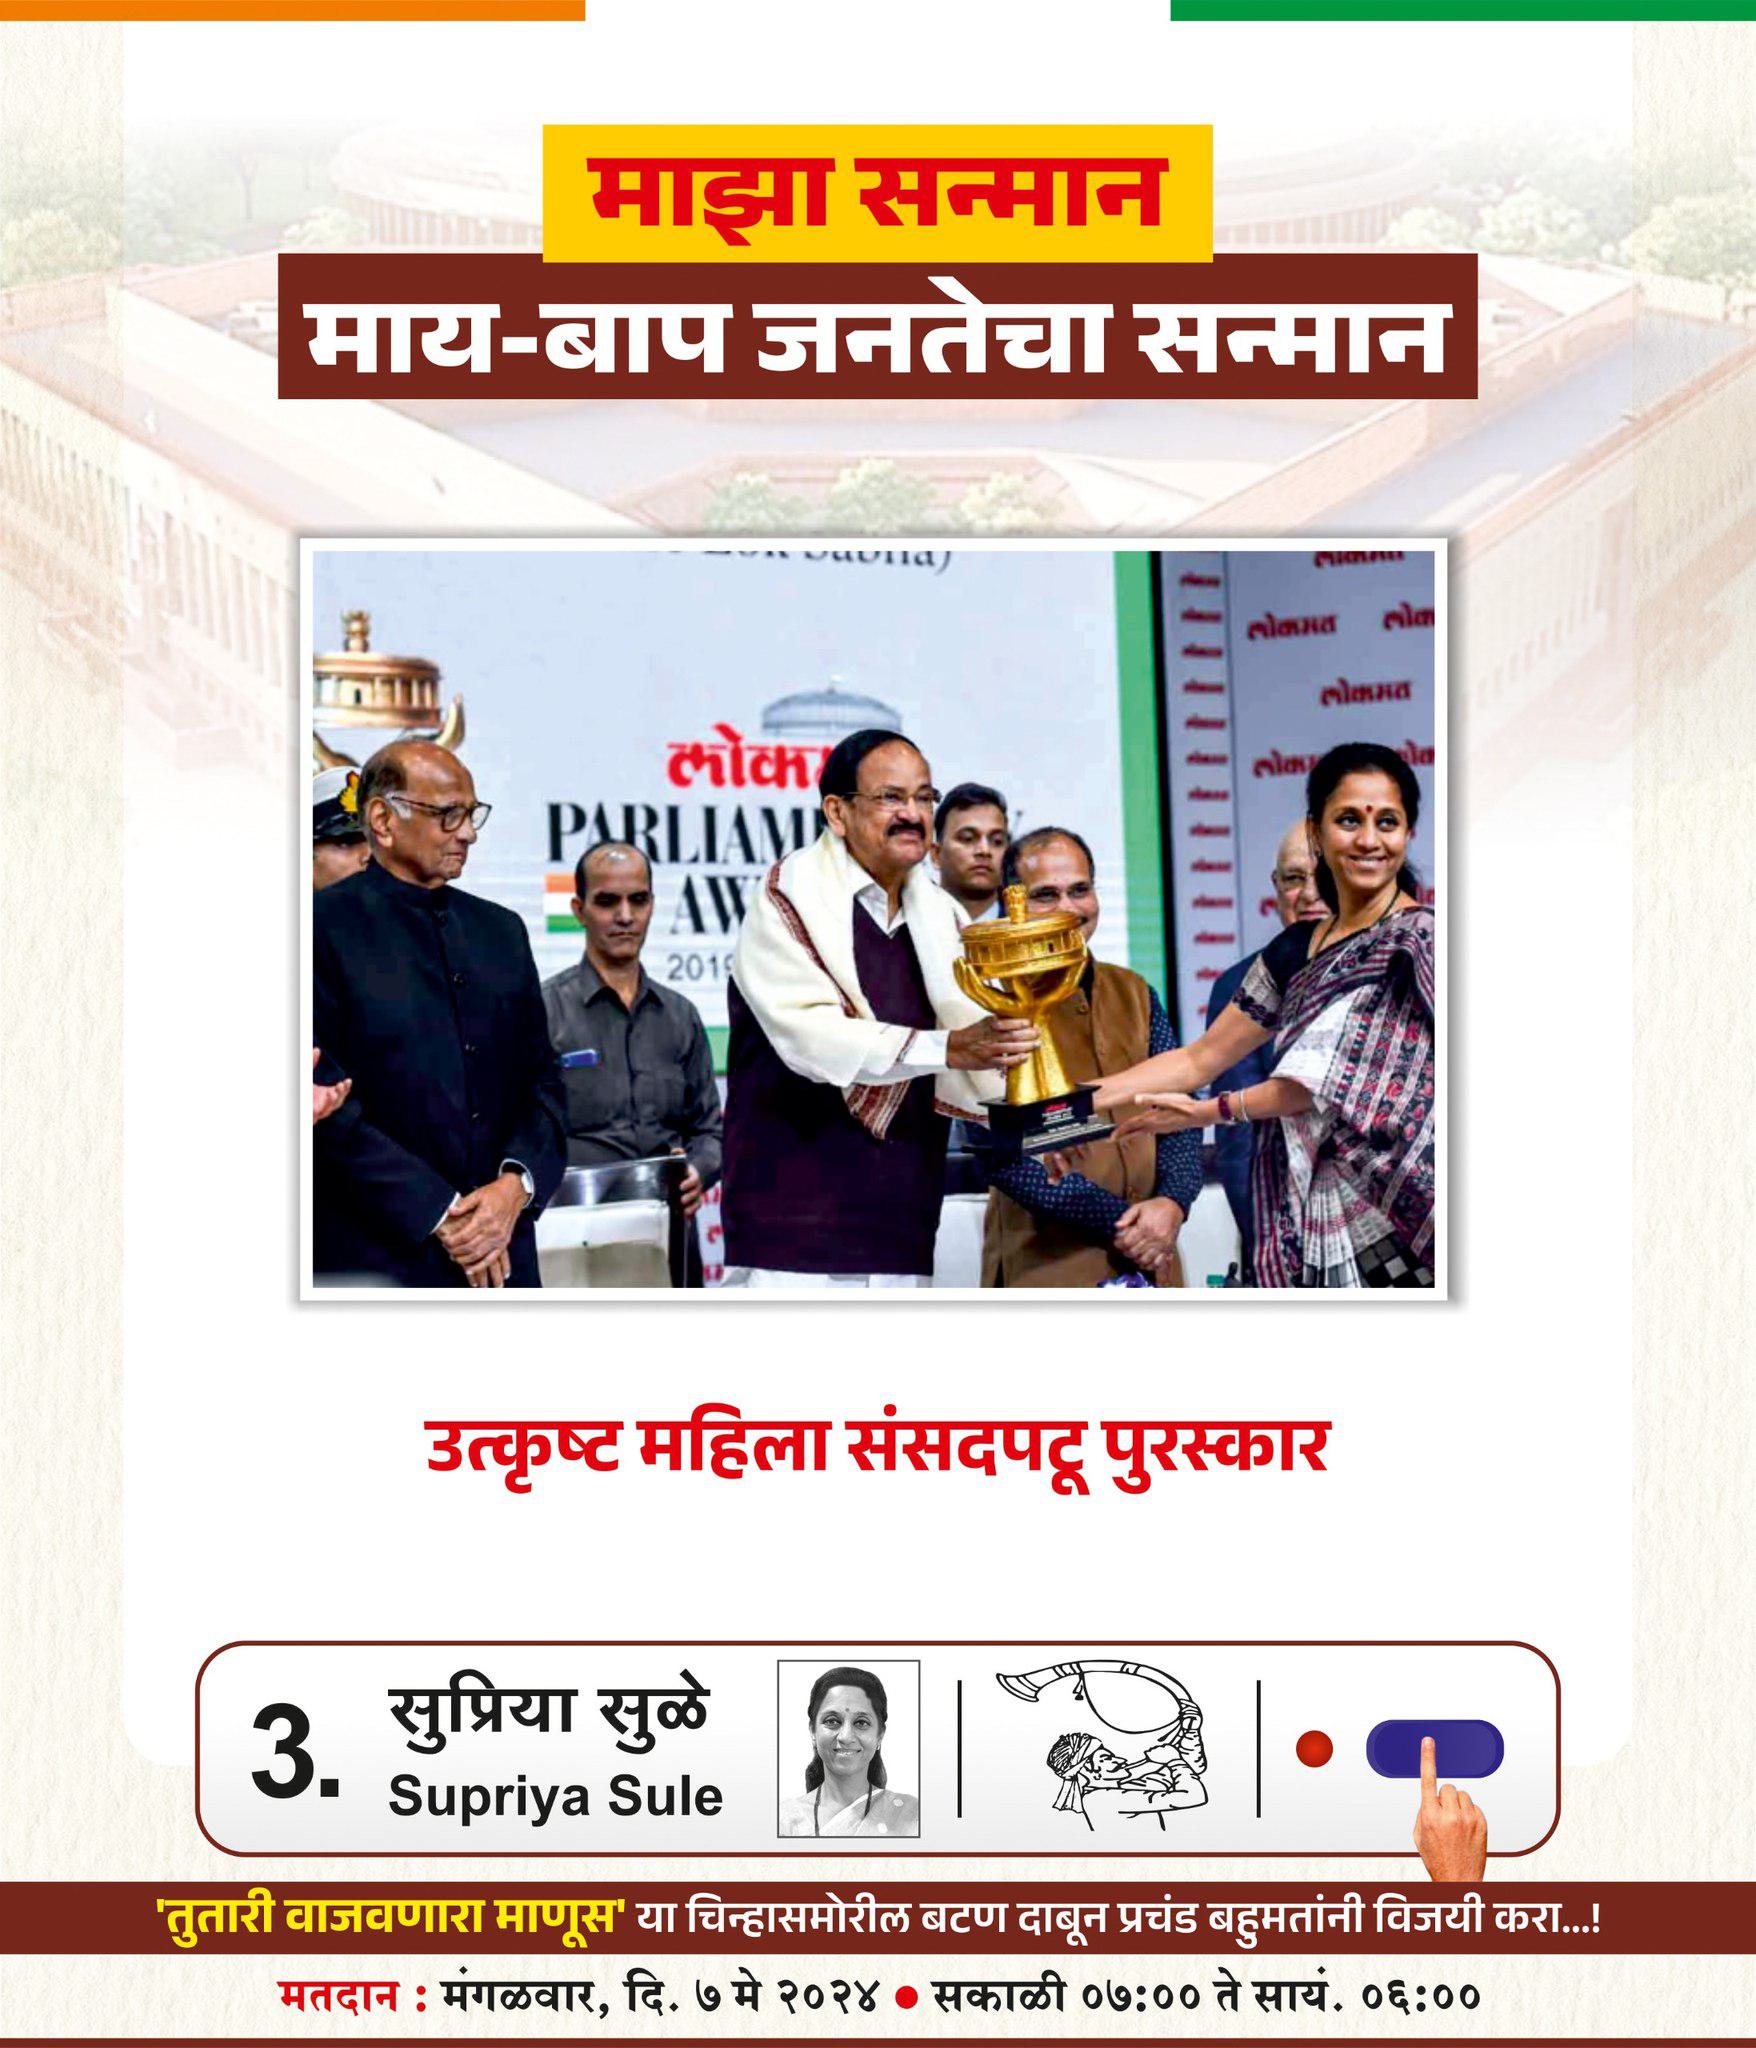 माझा सन्मान
माय-बाप जनतेचा सन्मान
लोकमत
लोकमत
लोकमत
PARLIAM
AW
2019
उत्कृष्ट महिला संसदपटू पुरस्कार
3.
सुप्रिया सुळे
Supriya Sule
'तुतारी वाजवणारा माणूस' या चिन्हासमोरील बटण दाबून प्रचंड बहुमतांनी विजयी करा...!
मतदान : मंगळवार, दि. ७ मे २०२४ ● सकाळी ०७:०० ते सायं. ०६:००